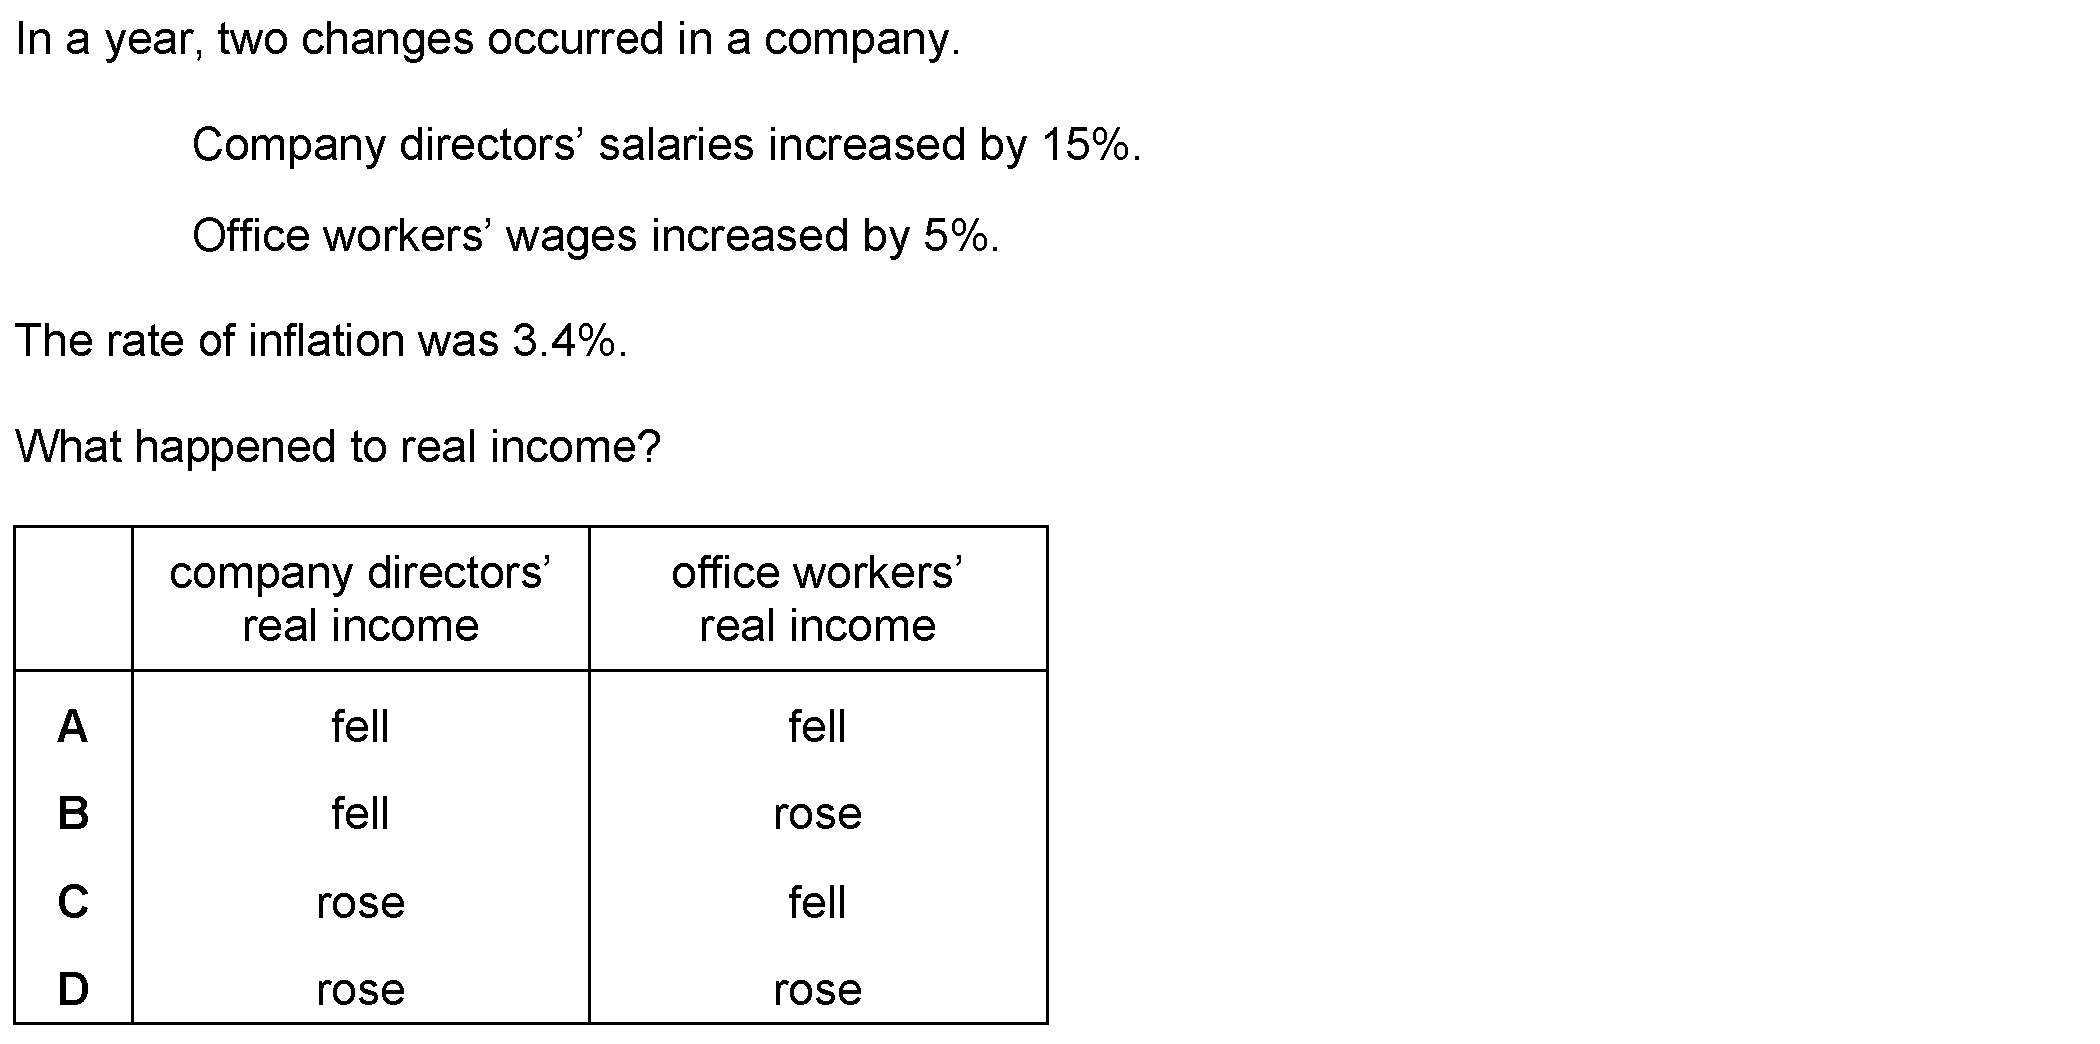 In a year, two changes occurred in a company.
Company directors’ salaries increased by 15%.
Office workers’ wages increased by 5%.
The rate of inflation was 3.4%.
What happened to real income?
company directors’ real income office workers’ real income
A fell fell
B fell rose
C rose fell
D rose rose